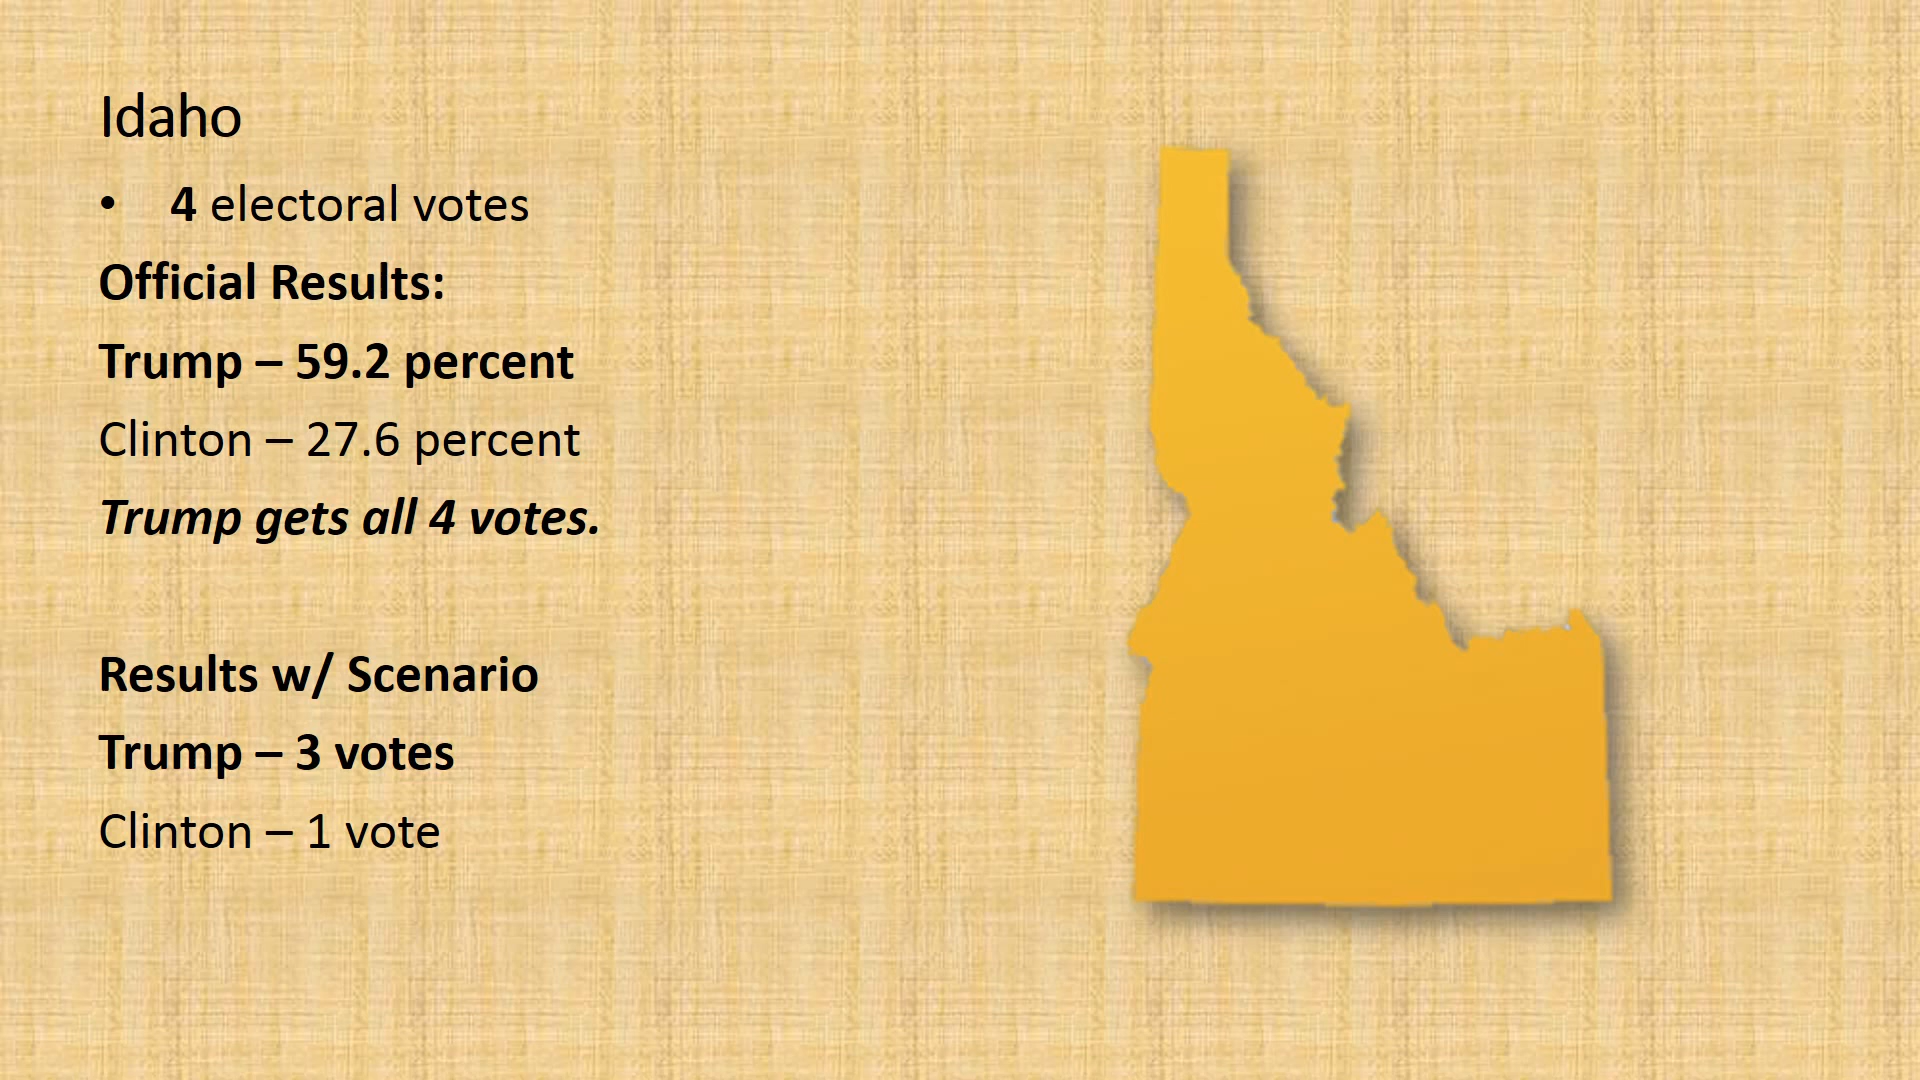 Idaho
• 4 electoral votes
Official Results:
Trump – 59.2 percent
Clinton – 27.6 percent
Trump gets all 4 votes.
Results w/ Scenario
Trump – 3 votes
Clinton – 1 vote